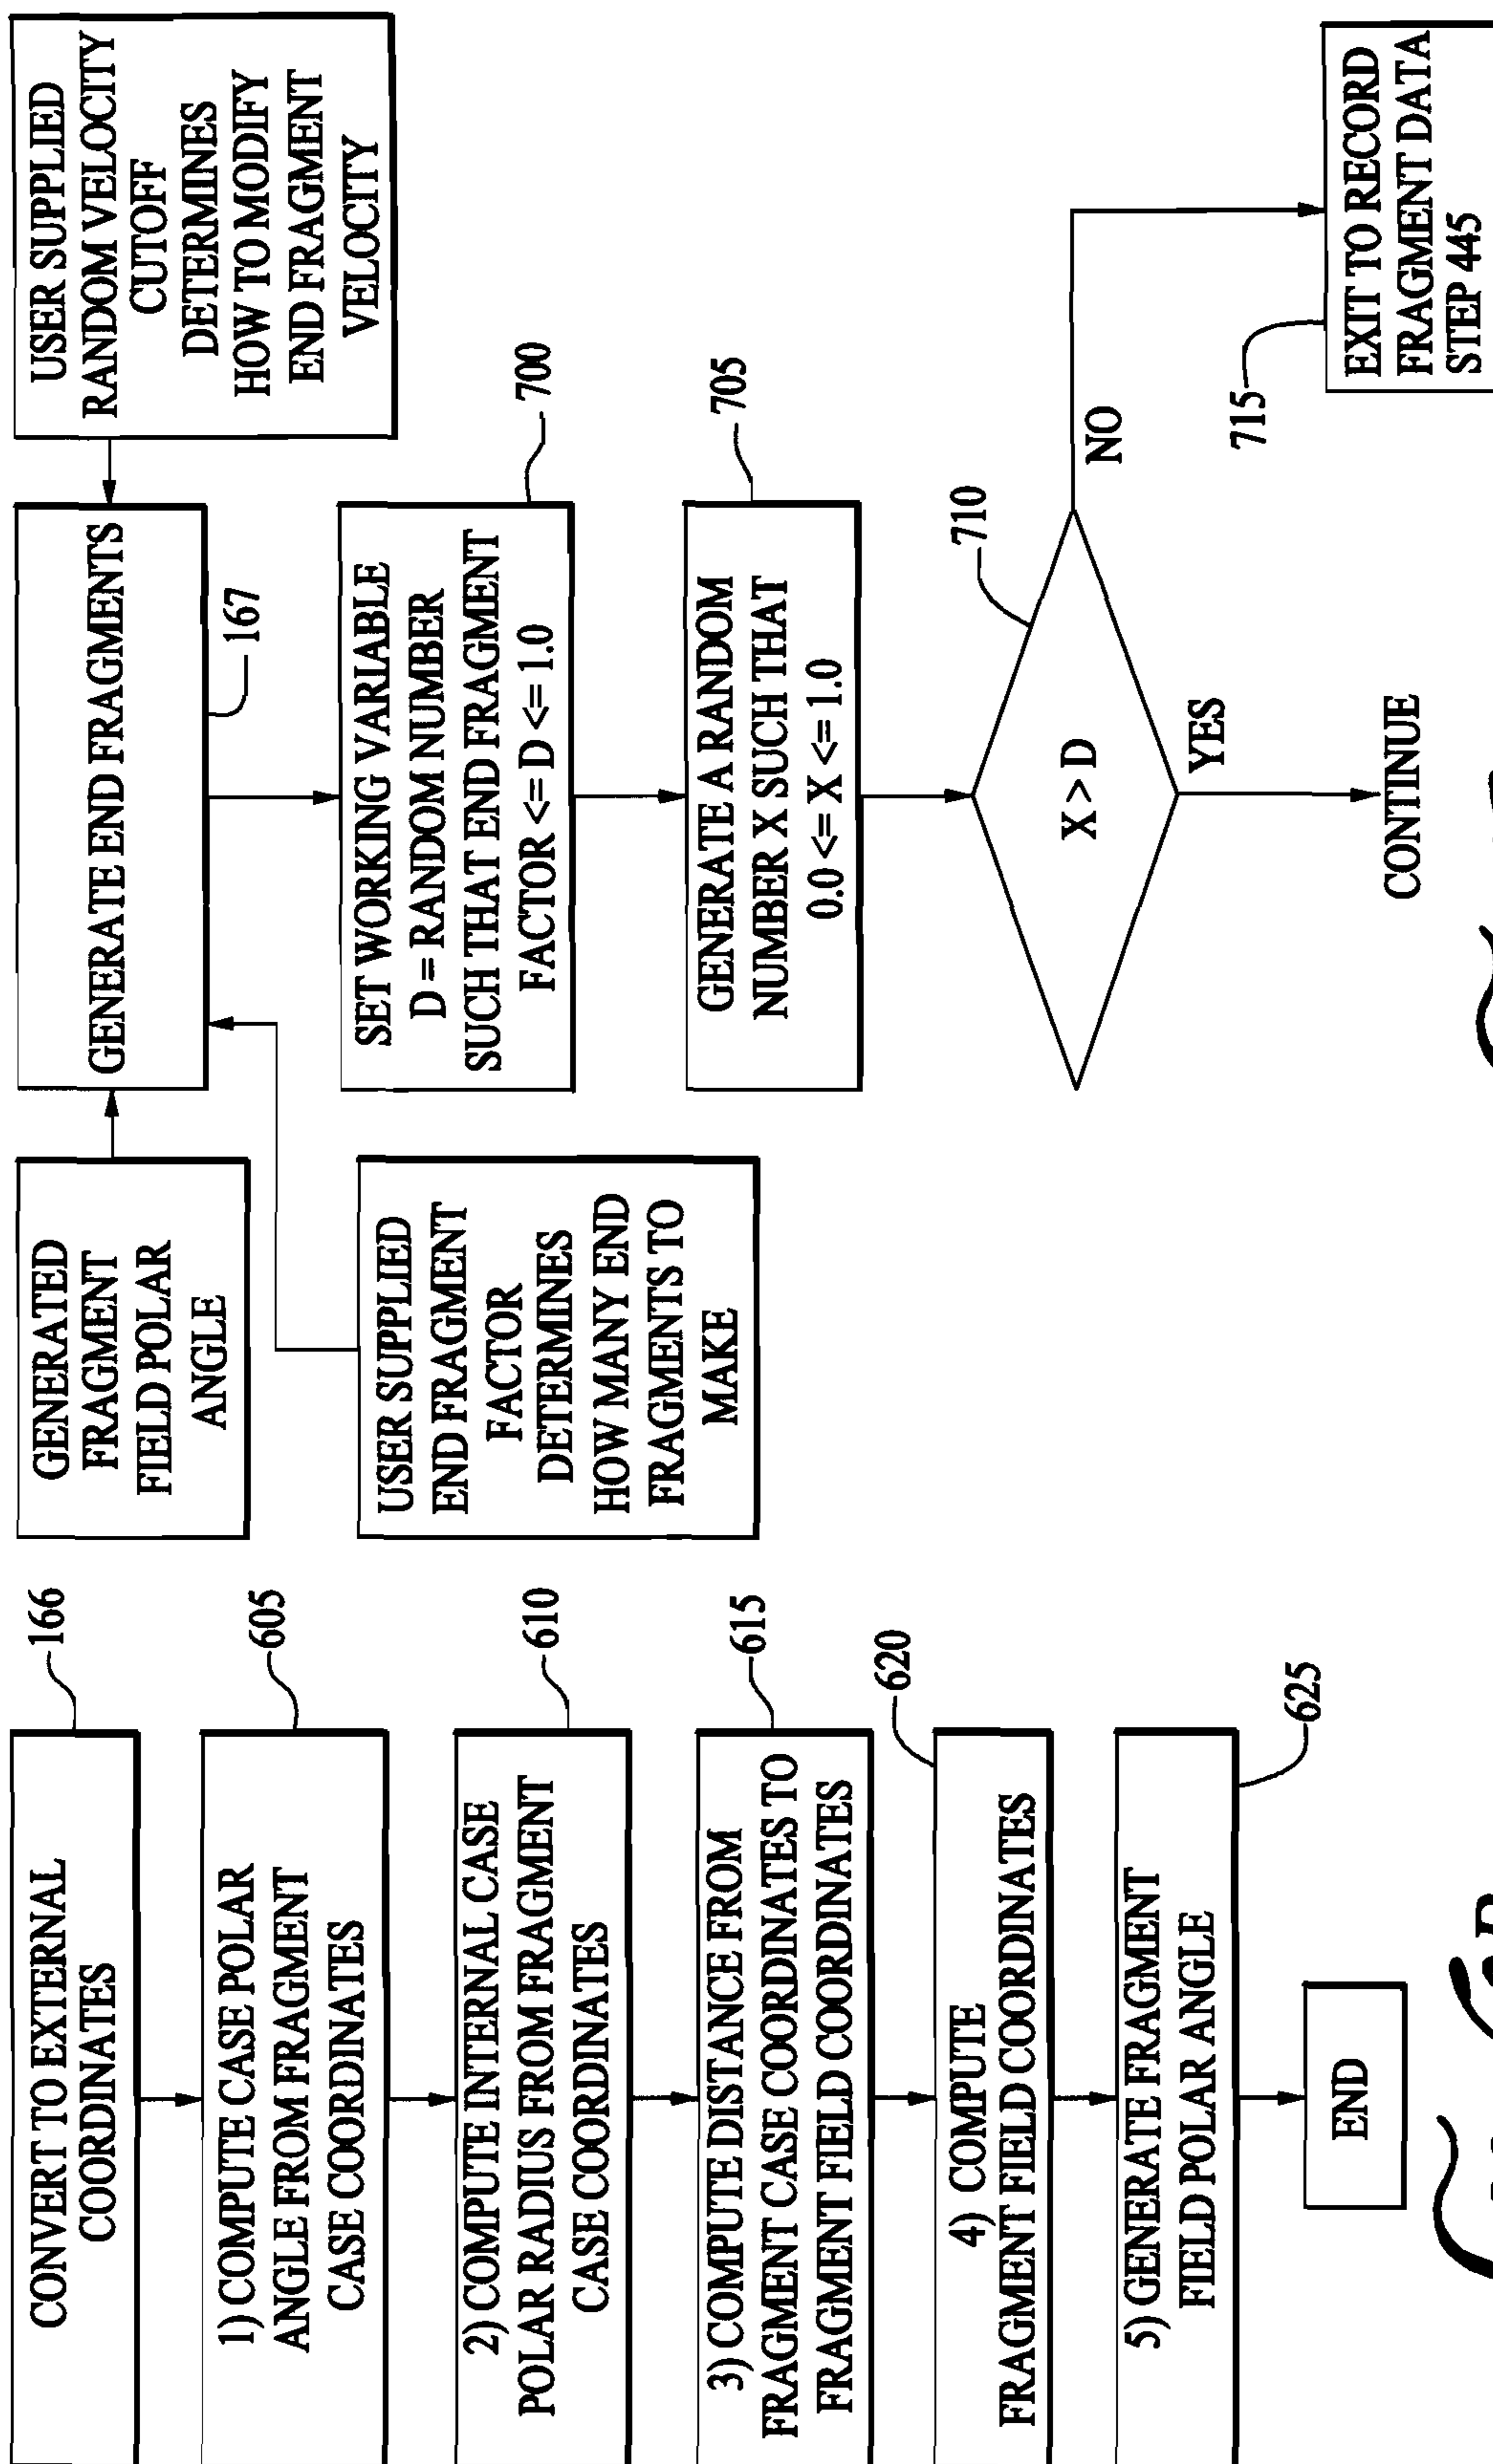 CONVERT TO EXTERNAL
COORDINATES
166
1) COMPUTE CASE POLAR
ANGLE FROM FRAGMENT
CASE COORDINATES
605
2) COMPUTE INTERNAL CASE
POLAR RADIUS FROM FRAGMENT
CASE COORDINATES
610
3) COMPUTE DISTANCE FROM
FRAGMENT CASE COORDINATES TO
FRAGMENT FIELD COORDINATES
615
4) COMPUTE
FRAGMENT FIELD COORDINATES
620
5) GENERATE FRAGMENT
FIELD POLAR ANGLE
625
END
GENERATED
FRAGMENT
FIELD POLAR
ANGLE
USER SUPPLIED
END FRAGMENT
FACTOR
DETERMINES
HOW MANY END
FRAGMENTS TO
MAKE
GENERATE END FRAGMENTS
167
USER SUPPLIED
RANDOM VELOCITY
CUTOFF
DETERMINES
HOW TO MODIFY
END FRAGMENT
VELOCITY
SET WORKING VARIABLE
D = RANDOM NUMBER
SUCH THAT END FRAGMENT
FACTOR <= D <= 1.0
700
GENERATE A RANDOM
NUMBER X SUCH THAT
0.0 <= X <= 1.0
705
X > D
710
NO
YES
CONTINUE
715
EXIT TO RECORD
FRAGMENT DATA
STEP 445